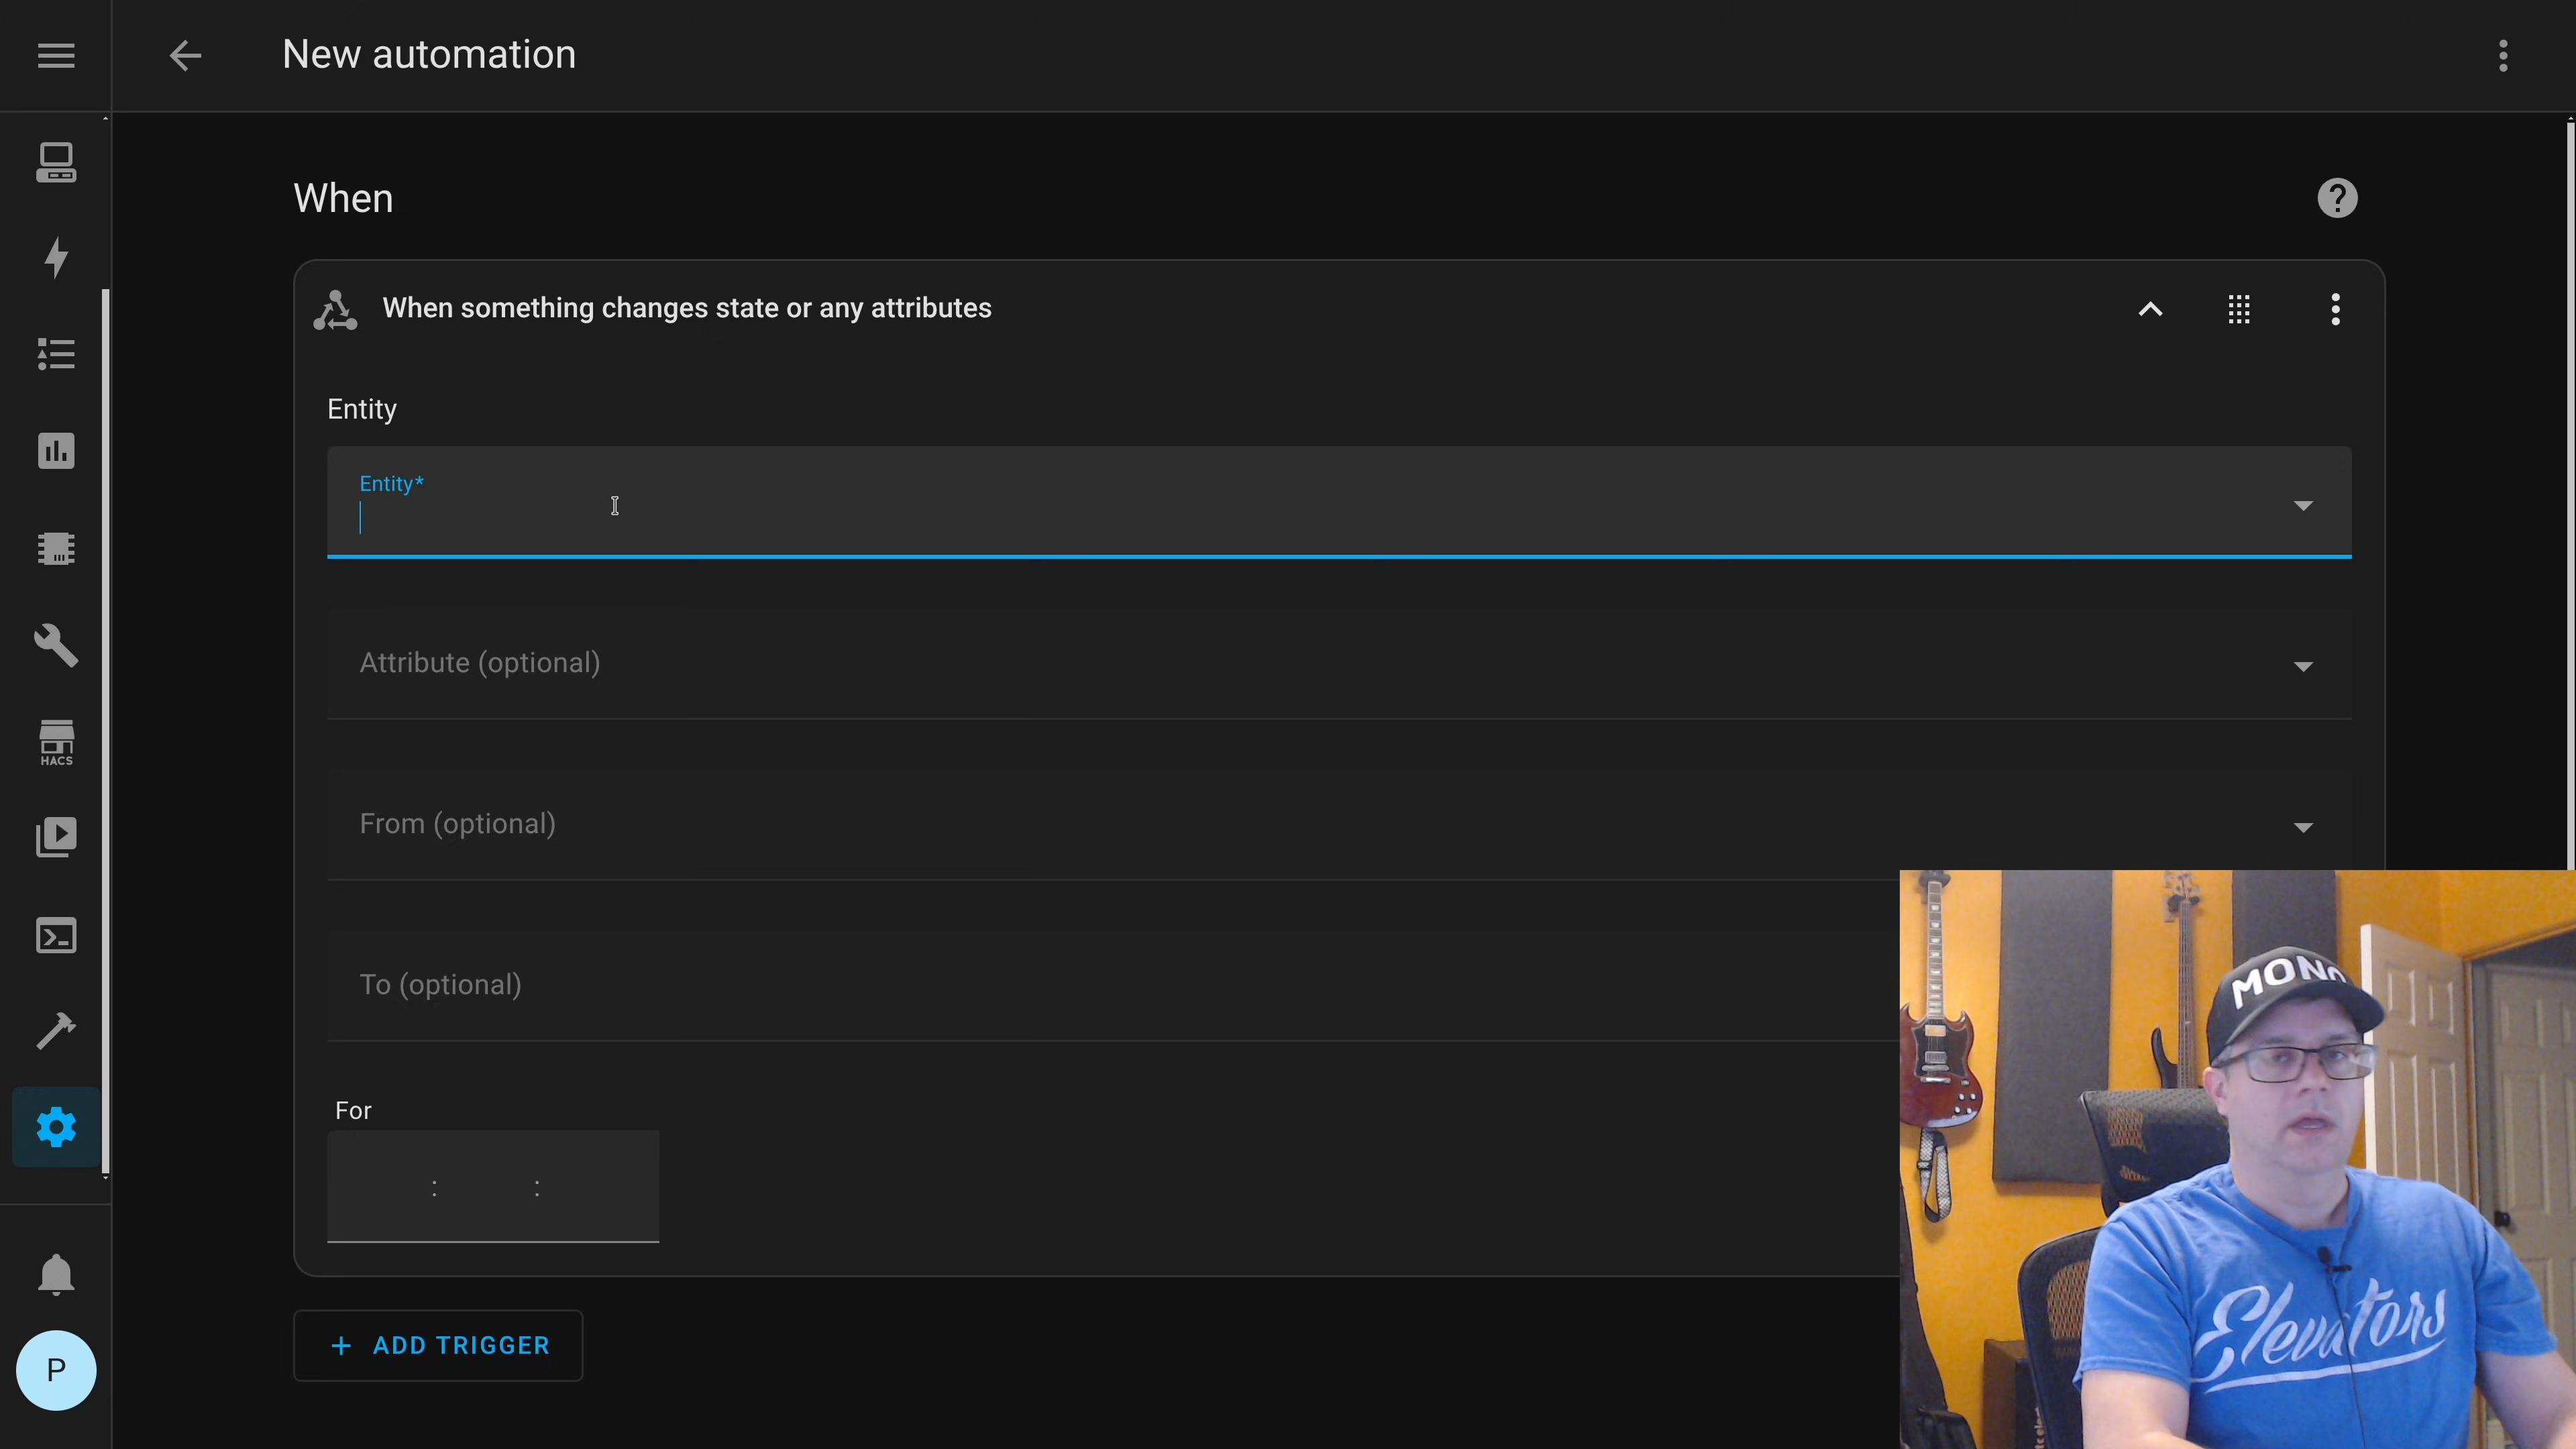 New automation
When
When something changes state or any attributes
Entity
Entity*
Attribute (optional)
From (optional)
To (optional)
For
: :
+ ADD TRIGGER
HACS
P
MONO
Elevators